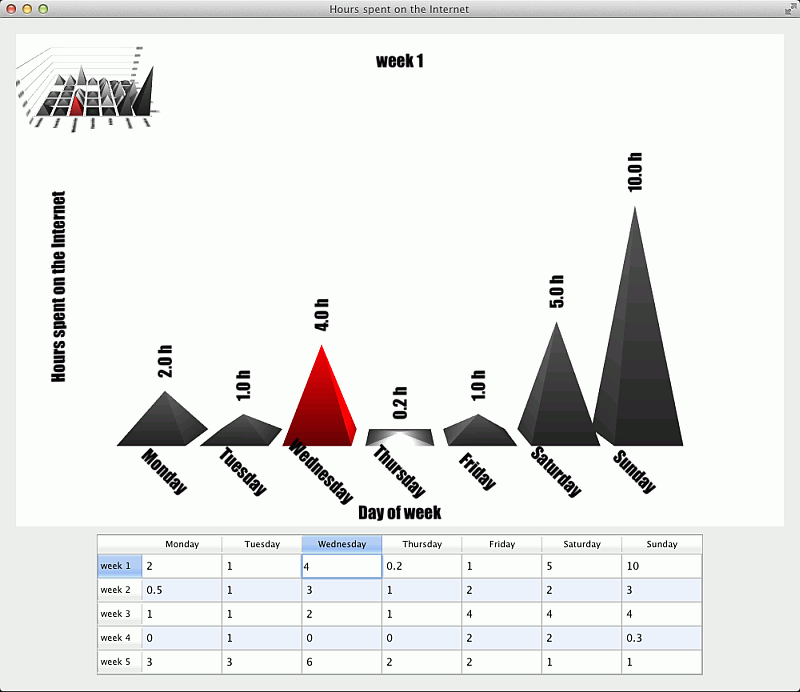 Hours spent on the Internet
week 1
Hours spent on the Internet
2.0 h
1.0 h
4.0 h
0.2 h
1.0 h
5.0 h
10.0 h
Monday
Tuesday
Wednesday
Thursday
Friday
Saturday
Sunday
Day of week
Monday Tuesday Wednesday Thursday Friday Saturday Sunday
week 1 2 1 4 0.2 1 5 10
week 2 0.5 1 3 1 2 2 3
week 3 1 1 2 1 4 4 4
week 4 0 1 0 0 2 2 0.3
week 5 3 3 6 2 2 1 1